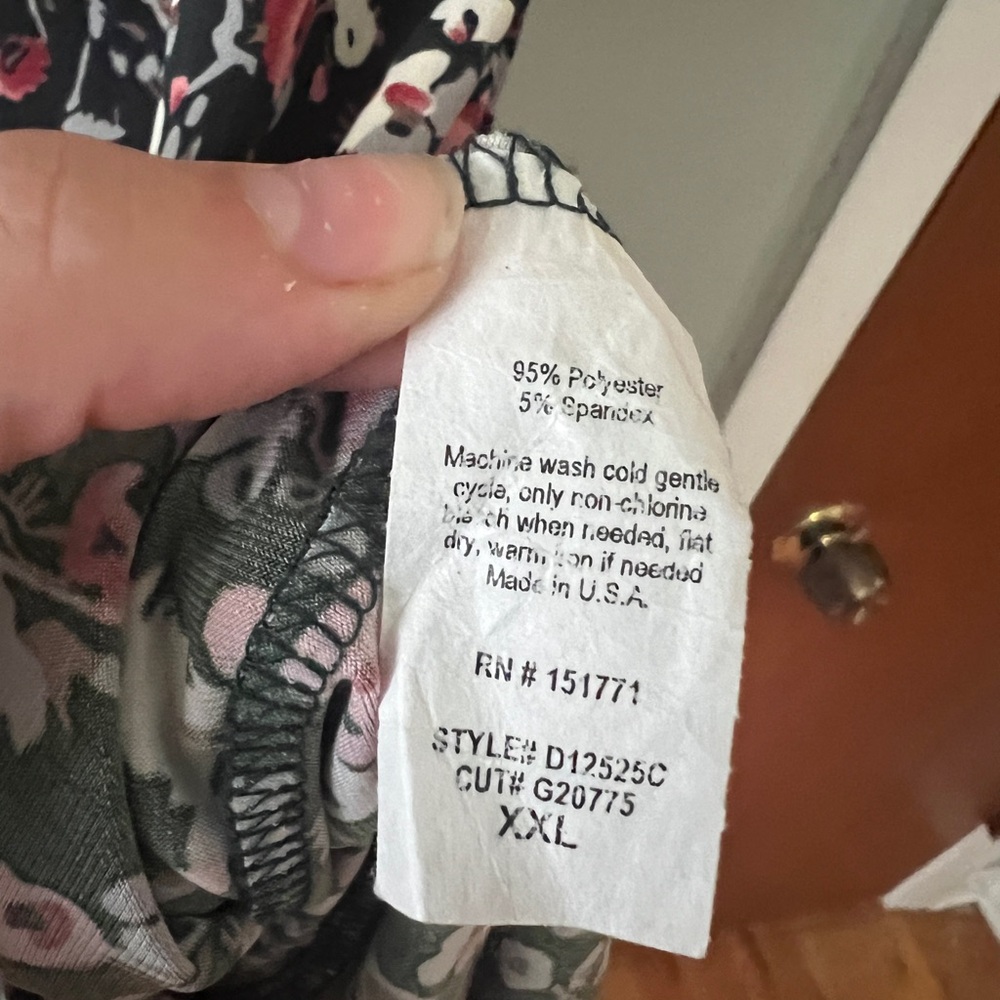 95% Polyester
5% Spandex
Machine wash cold gentle
cycle, only non-chlorine
bleach when needed, flat
dry, warm iron if needed
Made in U.S.A.
RN # 151771
STYLE# D12525C
CUT# G20775
XXL